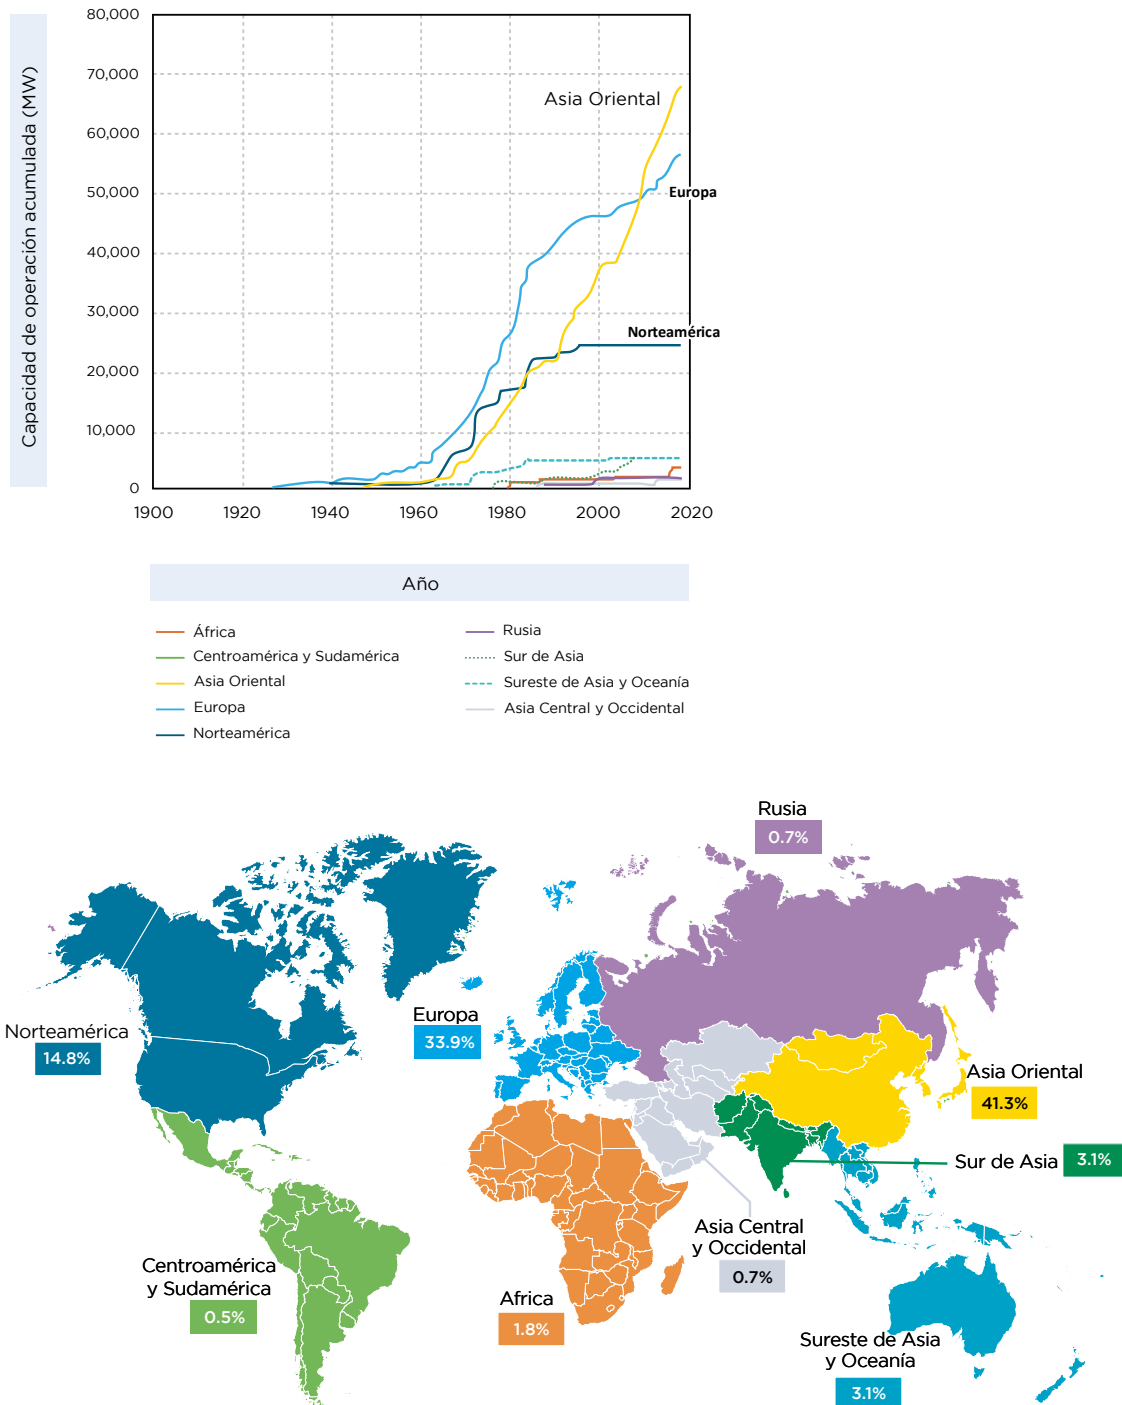 Capacidad de operación acumulada (MW)
80,000
70,000
60,000
50,000
40,000
30,000
20,000
10,000
0
Asia Oriental
Europa
Norteamérica
1900
1920
1940
1960
1980
2000
2020
Año
África
Centroamérica y Sudamérica
Asia Oriental
Europa
Norteamérica
Rusia
Sur de Asia
Sureste de Asia y Oceanía
Asia Central y Occidental
Rusia
0.7%
Norteamérica
14.8%
Europa
33.9%
Asia Oriental
41.3%
Sur de Asia
3.1%
Asia Central
y Occidental
0.7%
Centroamérica
y Sudamérica
0.5%
Africa
1.8%
Sureste de Asia
y Oceanía
3.1%